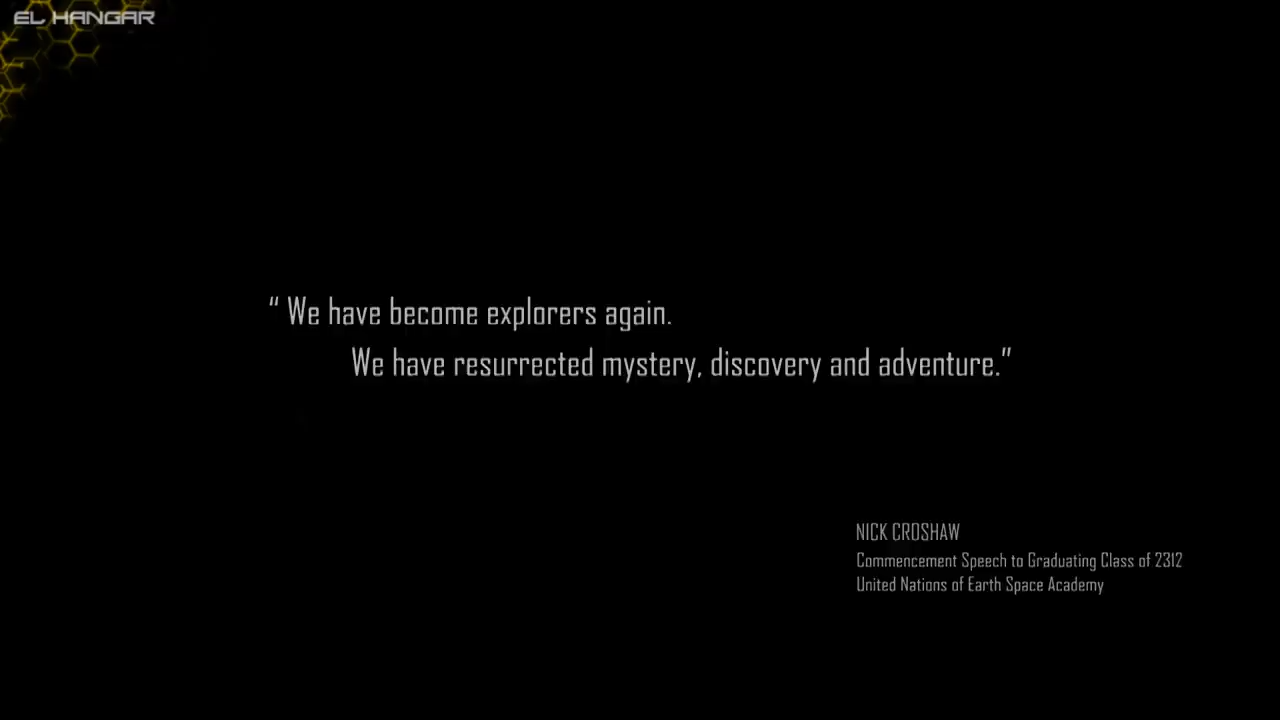 EL HANGAR
“ We have become explorers again.
We have resurrected mystery, discovery and adventure.”
NICK CROSHAW
Commencement Speech to Graduating Class of 2312
United Nations of Earth Space Academy